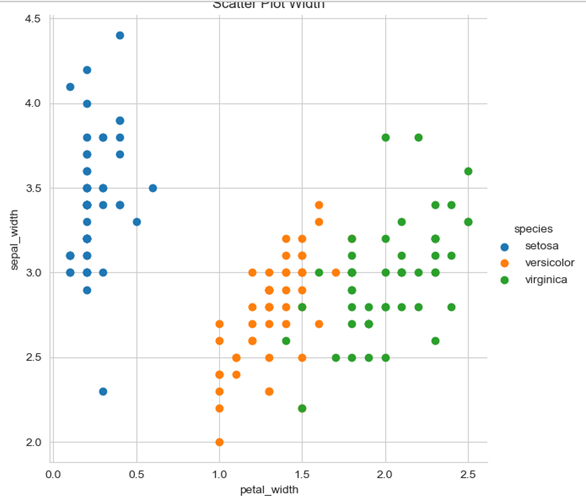 Scatter Plot Width
4.5
4.0
3.5
3.0
2.5
2.0
sepal_width
0.0 0.5 1.0 1.5 2.0 2.5
petal_width
species
setosa
versicolor
virginica